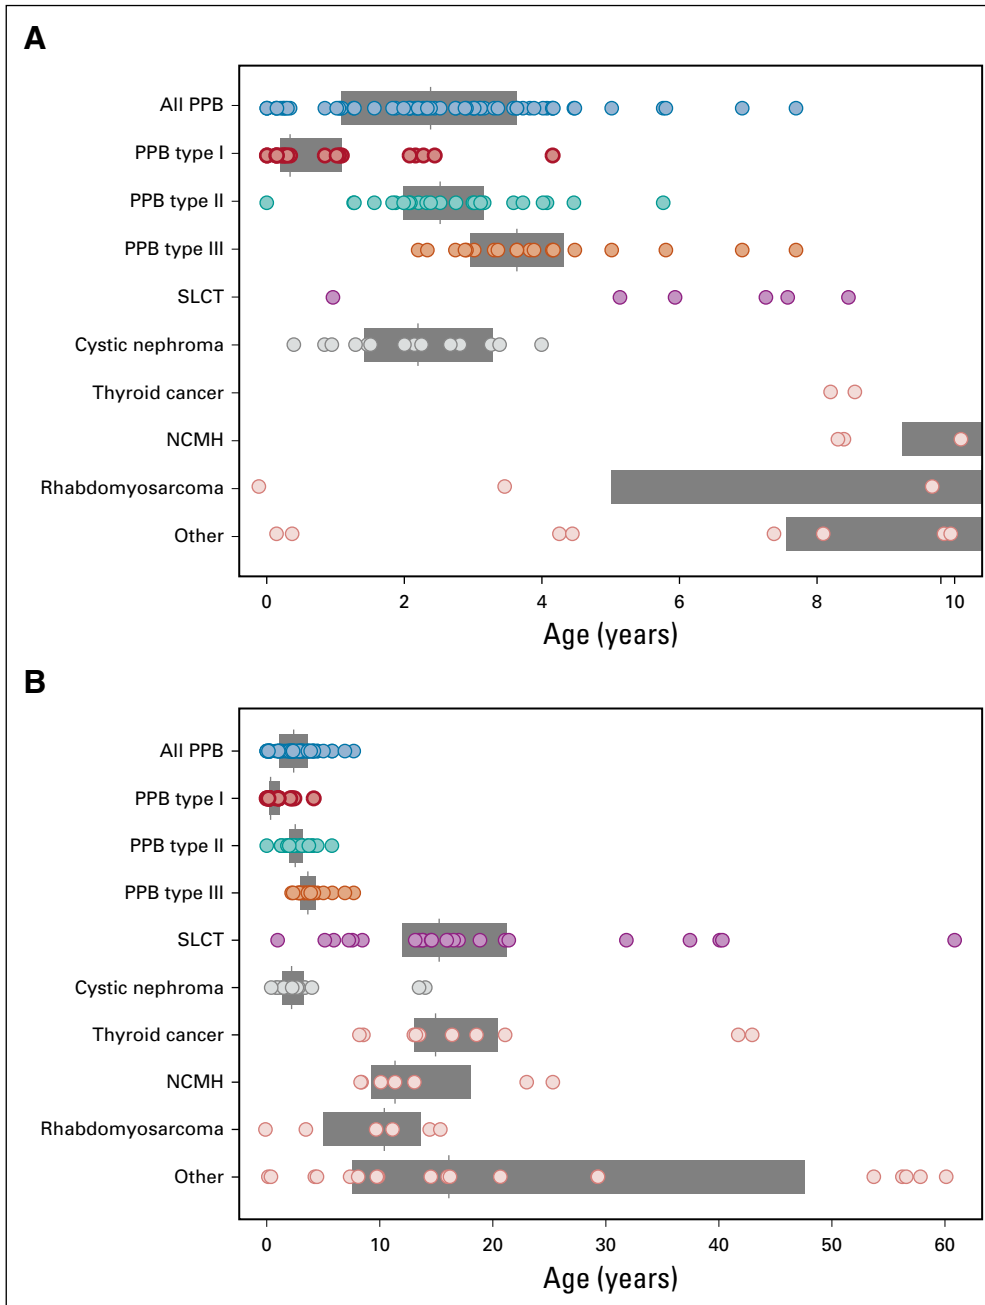 A
All PPB
PPB type I
PPB type II
PPB type III
SLCT
Cystic nephroma
Thyroid cancer
NCMH
Rhabdomyosarcoma
Other
0 2 4 6 8 10
Age (years)
B
All PPB
PPB type I
PPB type II
PPB type III
SLCT
Cystic nephroma
Thyroid cancer
NCMH
Rhabdomyosarcoma
Other
0 10 20 30 40 50 60
Age (years)